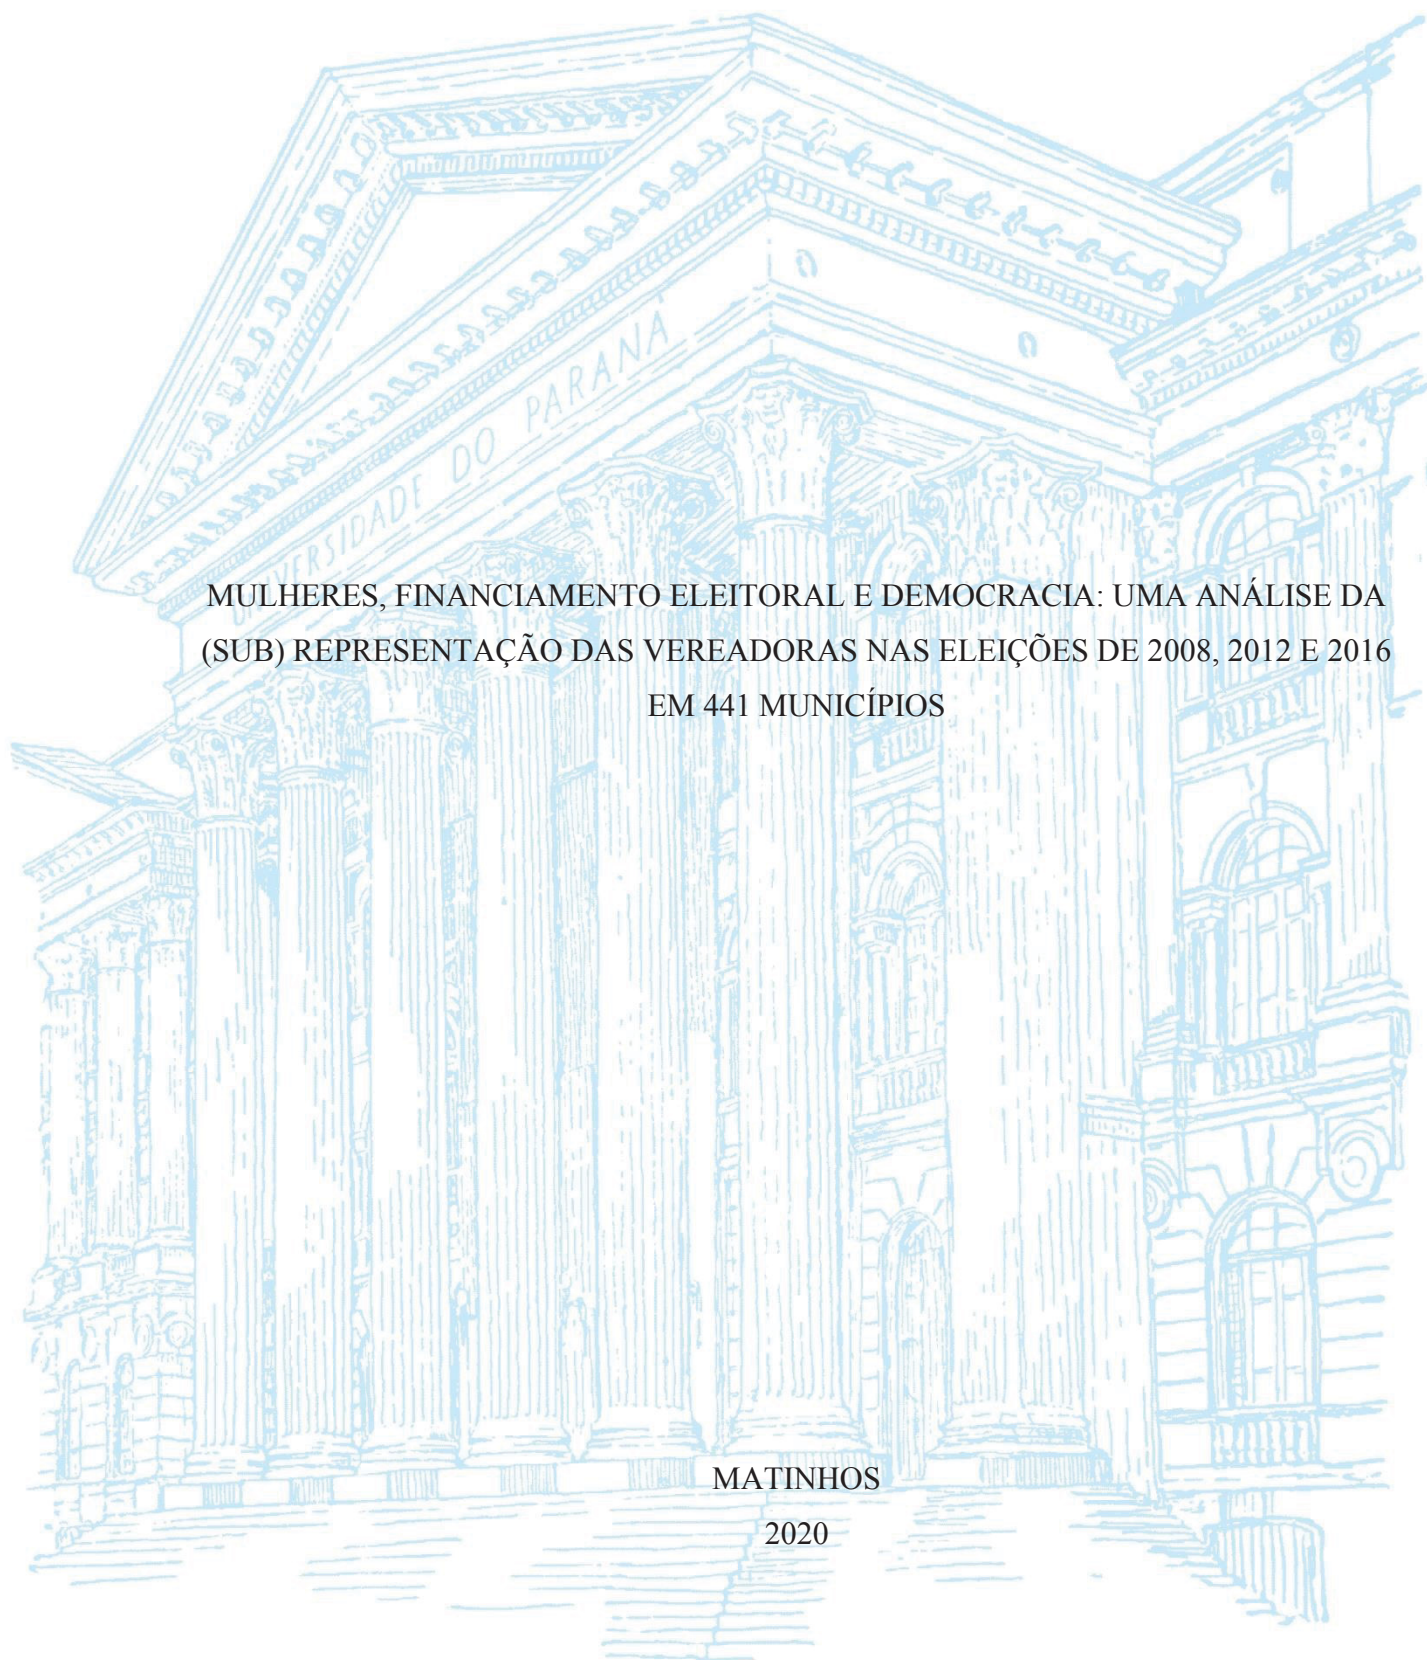 UNIVERSIDADE DO PARANÁ
MULHERES, FINANCIAMENTO ELEITORAL E DEMOCRACIA: UMA ANÁLISE DA
(SUB) REPRESENTAÇÃO DAS VEREADORAS NAS ELEIÇÕES DE 2008, 2012 E 2016
EM 441 MUNICÍPIOS
MATINHOS
2020